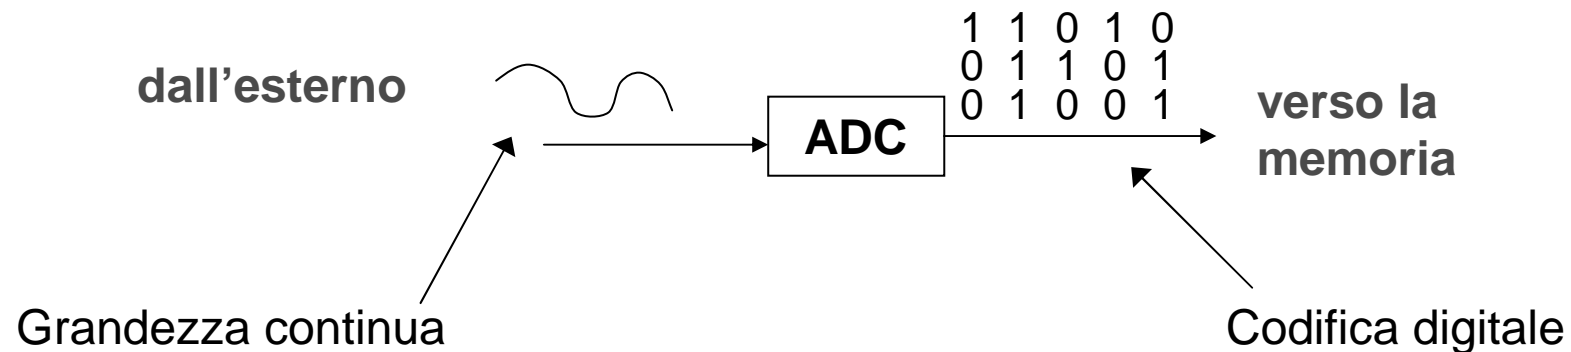 dall’esterno
1 1 0 1 0
0 1 1 0 1
0 1 0 0 1
ADC
verso la
memoria
Grandezza continua
Codifica digitale